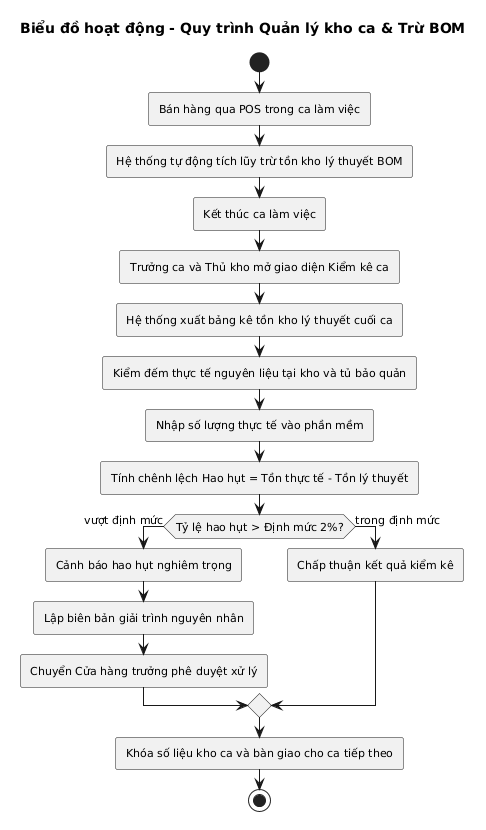 Biểu đồ hoạt động - Quy trình Quản lý kho ca & Trừ BOM
Bán hàng qua POS trong ca làm việc
Hệ thống tự động tích lũy trừ tồn kho lý thuyết BOM
Kết thúc ca làm việc
Trưởng ca và Thủ kho mở giao diện Kiểm kê ca
Hệ thống xuất bảng kê tồn kho lý thuyết cuối ca
Kiểm đếm thực tế nguyên liệu tại kho và tủ bảo quản
Nhập số lượng thực tế vào phần mềm
Tính chênh lệch Hao hụt = Tồn thực tế - Tồn lý thuyết
vượt định mức
Tỷ lệ hao hụt > Định mức 2%?
trong định mức
Cảnh báo hao hụt nghiêm trọng
Chấp thuận kết quả kiểm kê
Lập biên bản giải trình nguyên nhân
Chuyển Cửa hàng trưởng phê duyệt xử lý
Khóa số liệu kho ca và bàn giao cho ca tiếp theo